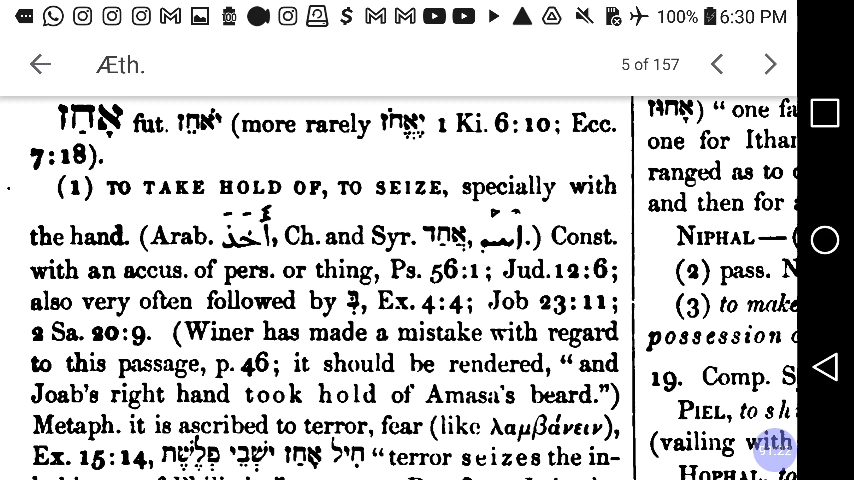 100% 6:30 PM
Æth.
5 of 157
אָחַז fut. יֹאחֵז (more rarely יֶאֱחֹז 1 Ki. 6:10; Ecc.
7:18).
(1) TO TAKE HOLD OF, TO SEIZE, specially with
the hand. (Arab. أَخَذَ, Ch. and Syr. אֲחַד, .) Const.
with an accus. of pers. or thing, Ps. 56:1; Jud. 12:6;
also very often followed by בְּ, Ex. 4:4; Job 23:11;
2 Sa. 20:9. (Winer has made a mistake with regard
to this passage, p. 46; it should be rendered, “and
Joab's right hand took hold of Amasa's beard.”)
Metaph. it is ascribed to terror, fear (like λαμβάνειν),
Ex. 15:14, חִיל אָחַז ישְׁבֵי פְּלָשֶׁת “terror seizes the in-
אָחוּז) “one fa
one for Ithar
ranged as to
and then for
NIPHAL—(
(2) pass. N
(3) to make
possession
19. Comp. S
PIEL, to sh
(vailing with
HOPHAL, to